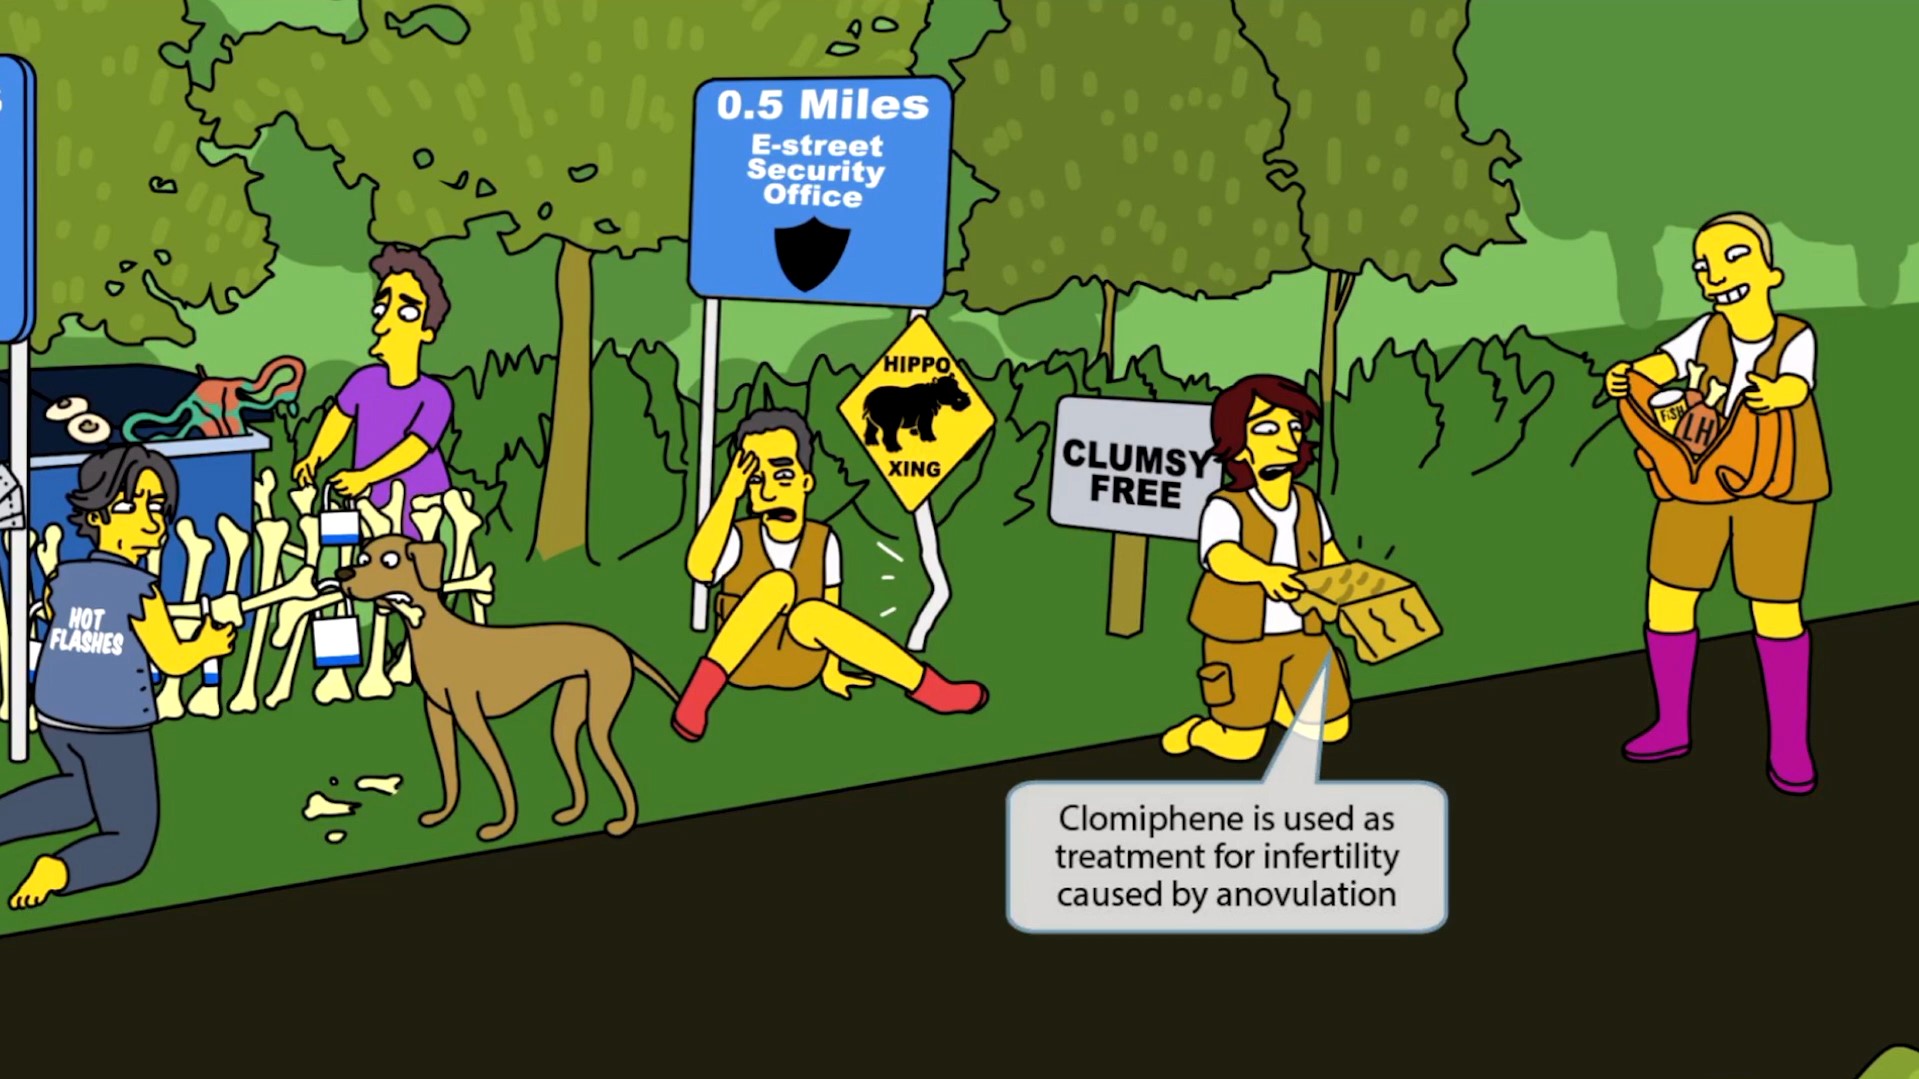 0.5 Miles
E-street
Security
Office
HIPPO
XING
CLUMSY
FREE
FiSH
LH
HOT
FLASHES
Clomiphene is used as
treatment for infertility
caused by anovulation